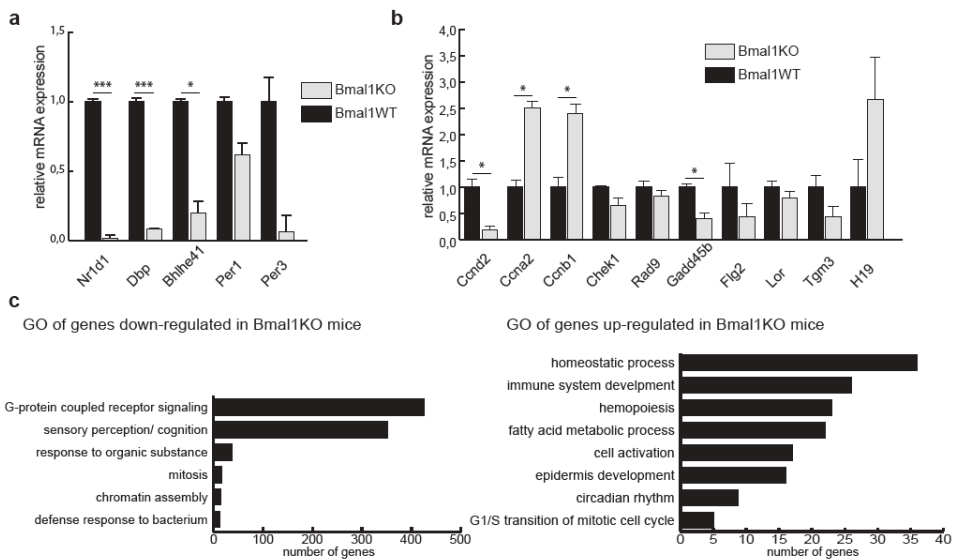 a
relative mRNA expression
1,5
1,0
0,5
0,0
*** *** *
Bmal1KO
Bmal1WT
Nr1d1 Dbp Bhlhe41 Per1 Per3
b
relative mRNA expression
4,0
3,5
3,0
2,5
2,0
1,5
1,0
0,5
0,0
* * * *
Bmal1KO
Bmal1WT
Ccnd2 Ccna2 Ccnb1 Chek1 Rad9 Gadd45b Flg2 Lor Tgm3 H19
c
GO of genes down-regulated in Bmal1KO mice
G-protein coupled receptor signaling
sensory perception/ cognition
response to organic substance
mitosis
chromatin assembly
defense response to bacterium
0 100 200 300 400 500
number of genes
GO of genes up-regulated in Bmal1KO mice
homeostatic process
immune system develpment
hemopoiesis
fatty acid metabolic process
cell activation
epidermis development
circadian rhythm
G1/S transition of mitotic cell cycle
0 5 10 15 20 25 30 35 40
number of genes